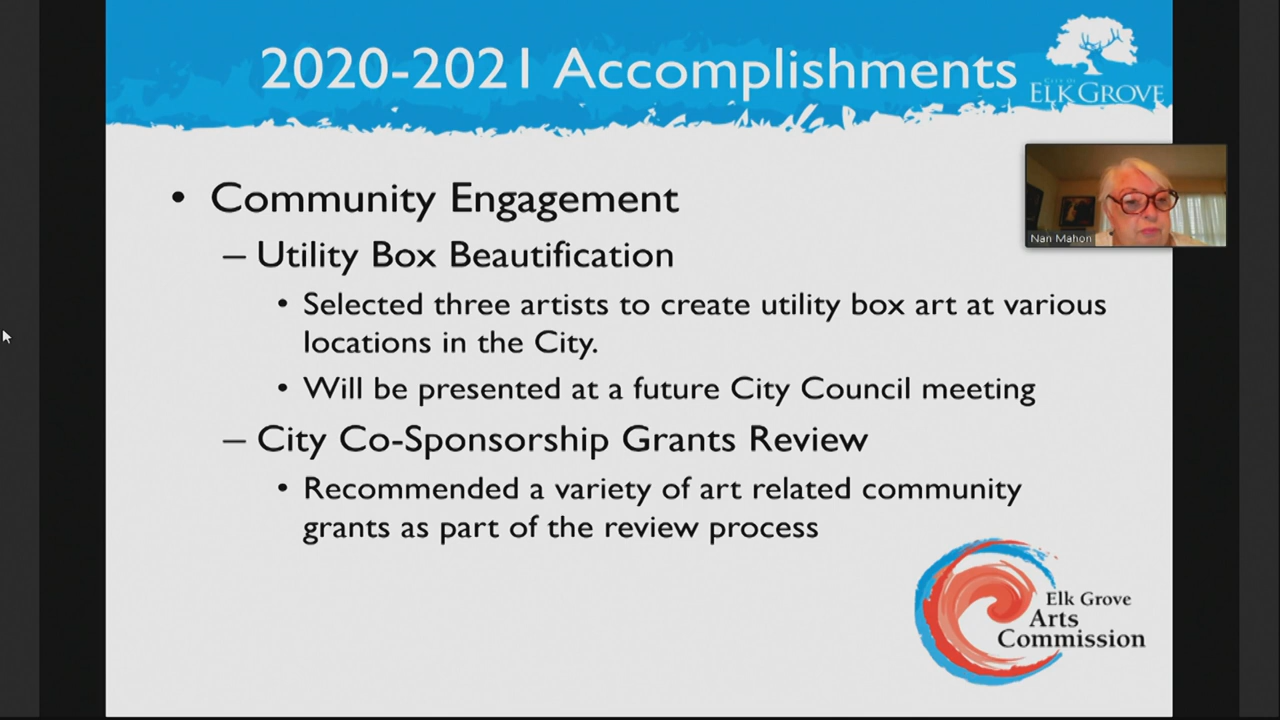 2020-2021 Accomplishments
CITY OF
ELK GROVE
Nan Mahon
• Community Engagement
– Utility Box Beautification
• Selected three artists to create utility box art at various
locations in the City.
• Will be presented at a future City Council meeting
– City Co-Sponsorship Grants Review
• Recommended a variety of art related community
grants as part of the review process
Elk Grove
Arts
Commission